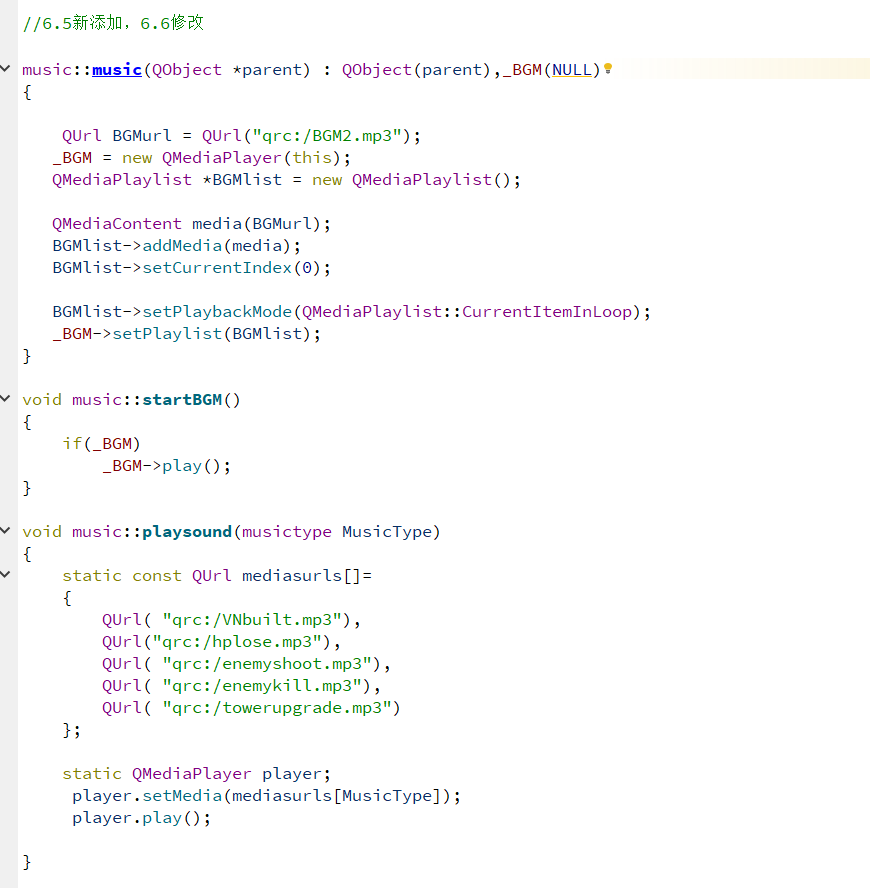 //6.5新添加，6.6修改
music::music(QObject *parent) : QObject(parent),_BGM(NULL)
{
QUrl BGMurl = QUrl("qrc:/BGM2.mp3");
_BGM = new QMediaPlayer(this);
QMediaPlaylist *BGMlist = new QMediaPlaylist();
QMediaContent media(BGMurl);
BGMlist->addMedia(media);
BGMlist->setCurrentIndex(0);
BGMlist->setPlaybackMode(QMediaPlaylist::CurrentItemInLoop);
_BGM->setPlaylist(BGMlist);
}
void music::startBGM()
{
if(_BGM)
_BGM->play();
}
void music::playsound(musictype MusicType)
{
static const QUrl mediasurls[]=
{
QUrl( "qrc:/VNbuilt.mp3"),
QUrl("qrc:/hplose.mp3"),
QUrl( "qrc:/enemyshoot.mp3"),
QUrl( "qrc:/enemykill.mp3"),
QUrl( "qrc:/towerupgrade.mp3")
};
static QMediaPlayer player;
player.setMedia(mediasurls[MusicType]);
player.play();
}